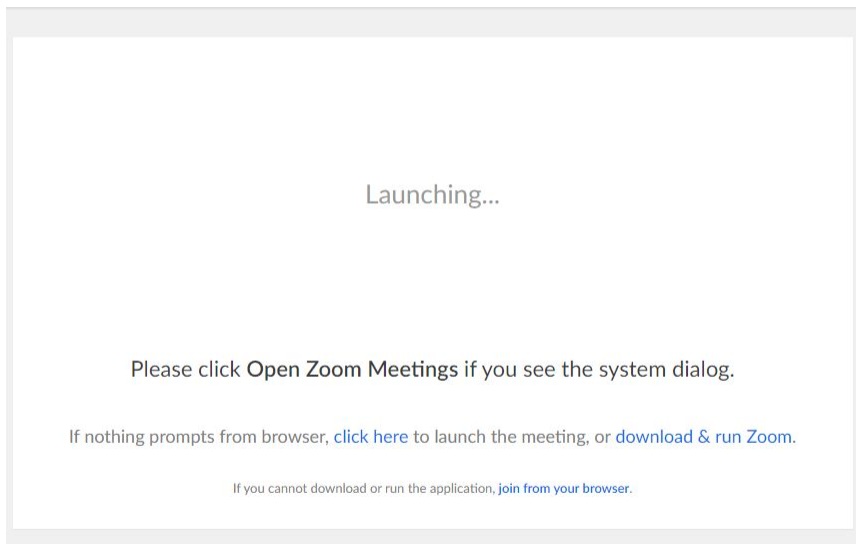 Launching...
Please click Open Zoom Meetings if you see the system dialog.
If nothing prompts from browser, click here to launch the meeting, or download & run Zoom.
If you cannot download or run the application, join from your browser.